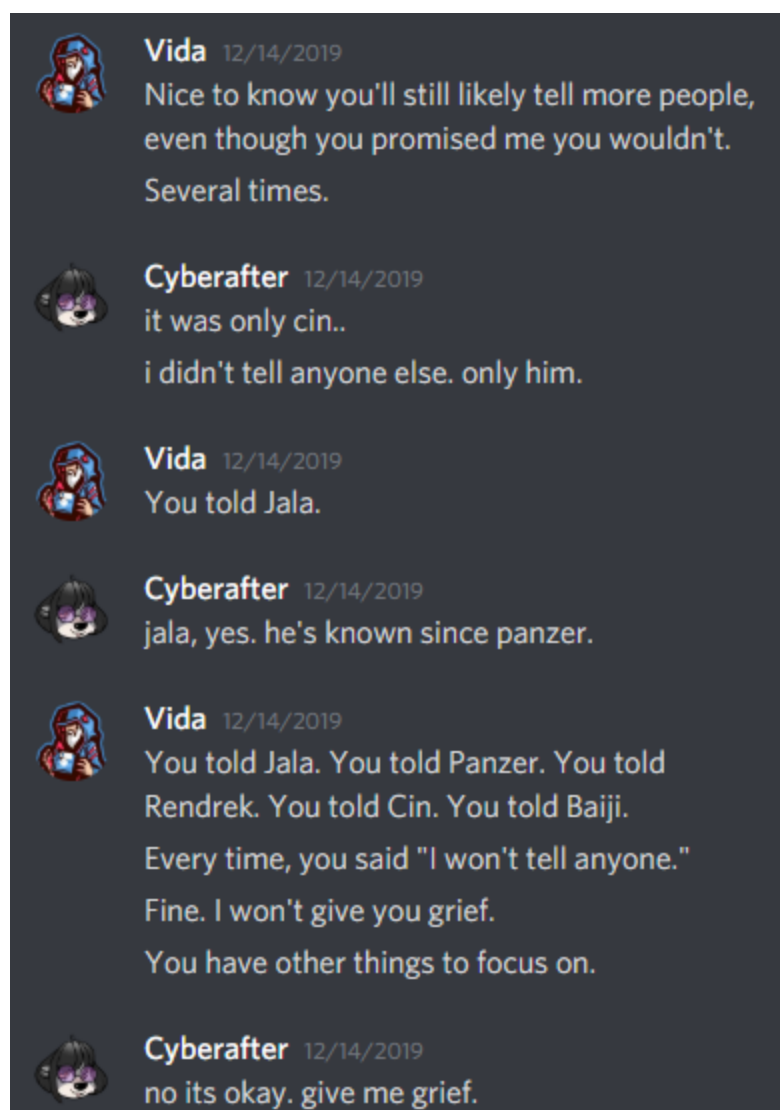 Vida 12/14/2019
Nice to know you'll still likely tell more people,
even though you promised me you wouldn't.
Several times.
Cyberafter 12/14/2019
it was only cin..
i didn't tell anyone else. only him.
Vida 12/14/2019
You told Jala.
Cyberafter 12/14/2019
jala, yes. he's known since panzer.
Vida 12/14/2019
You told Jala. You told Panzer. You told
Rendrek. You told Cin. You told Baiji.
Every time, you said "I won't tell anyone."
Fine. I won't give you grief.
You have other things to focus on.
Cyberafter 12/14/2019
no its okay. give me grief.